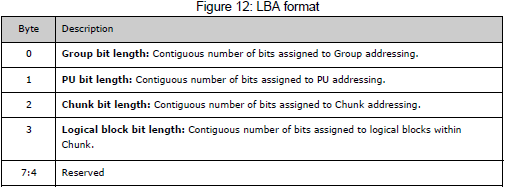 Figure 12: LBA format
Byte Description
0 Group bit length: Contiguous number of bits assigned to Group addressing.
1 PU bit length: Contiguous number of bits assigned to PU addressing.
2 Chunk bit length: Contiguous number of bits assigned to Chunk addressing.
3 Logical block bit length: Contiguous number of bits assigned to logical blocks within
Chunk.
7:4 Reserved